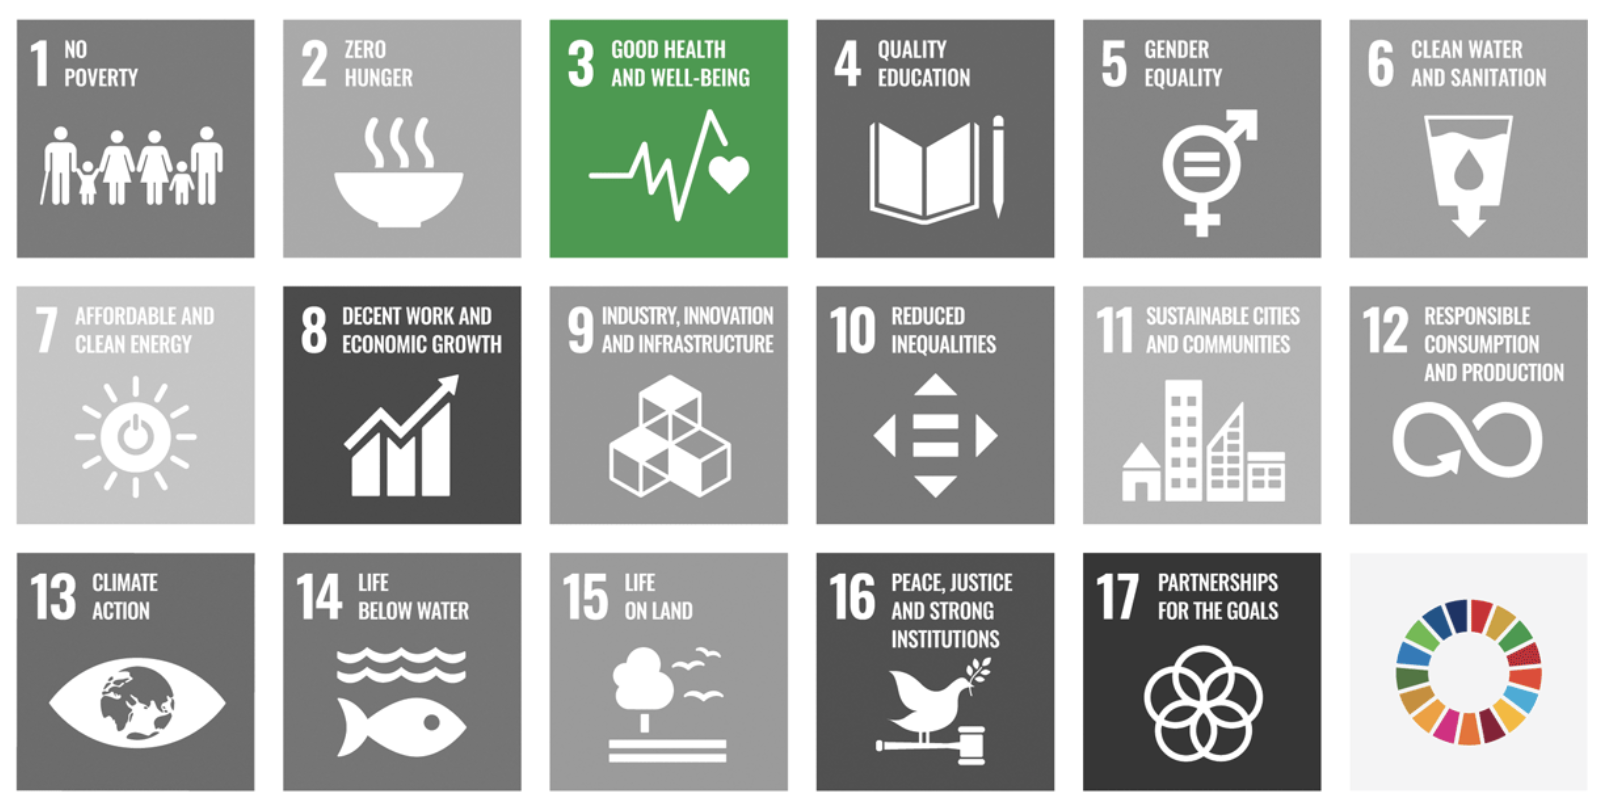 1 NO
POVERTY
2 ZERO
HUNGER
3 GOOD HEALTH
AND WELL-BEING
4 QUALITY
EDUCATION
5 GENDER
EQUALITY
6 CLEAN WATER
AND SANITATION
7 AFFORDABLE AND
CLEAN ENERGY
8 DECENT WORK AND
ECONOMIC GROWTH
9 INDUSTRY, INNOVATION
AND INFRASTRUCTURE
10 REDUCED
INEQUALITIES
11 SUSTAINABLE CITIES
AND COMMUNITIES
12 RESPONSIBLE
CONSUMPTION
AND PRODUCTION
13 CLIMATE
ACTION
14 LIFE
BELOW WATER
15 LIFE
ON LAND
16 PEACE, JUSTICE
AND STRONG
INSTITUTIONS
17 PARTNERSHIPS
FOR THE GOALS